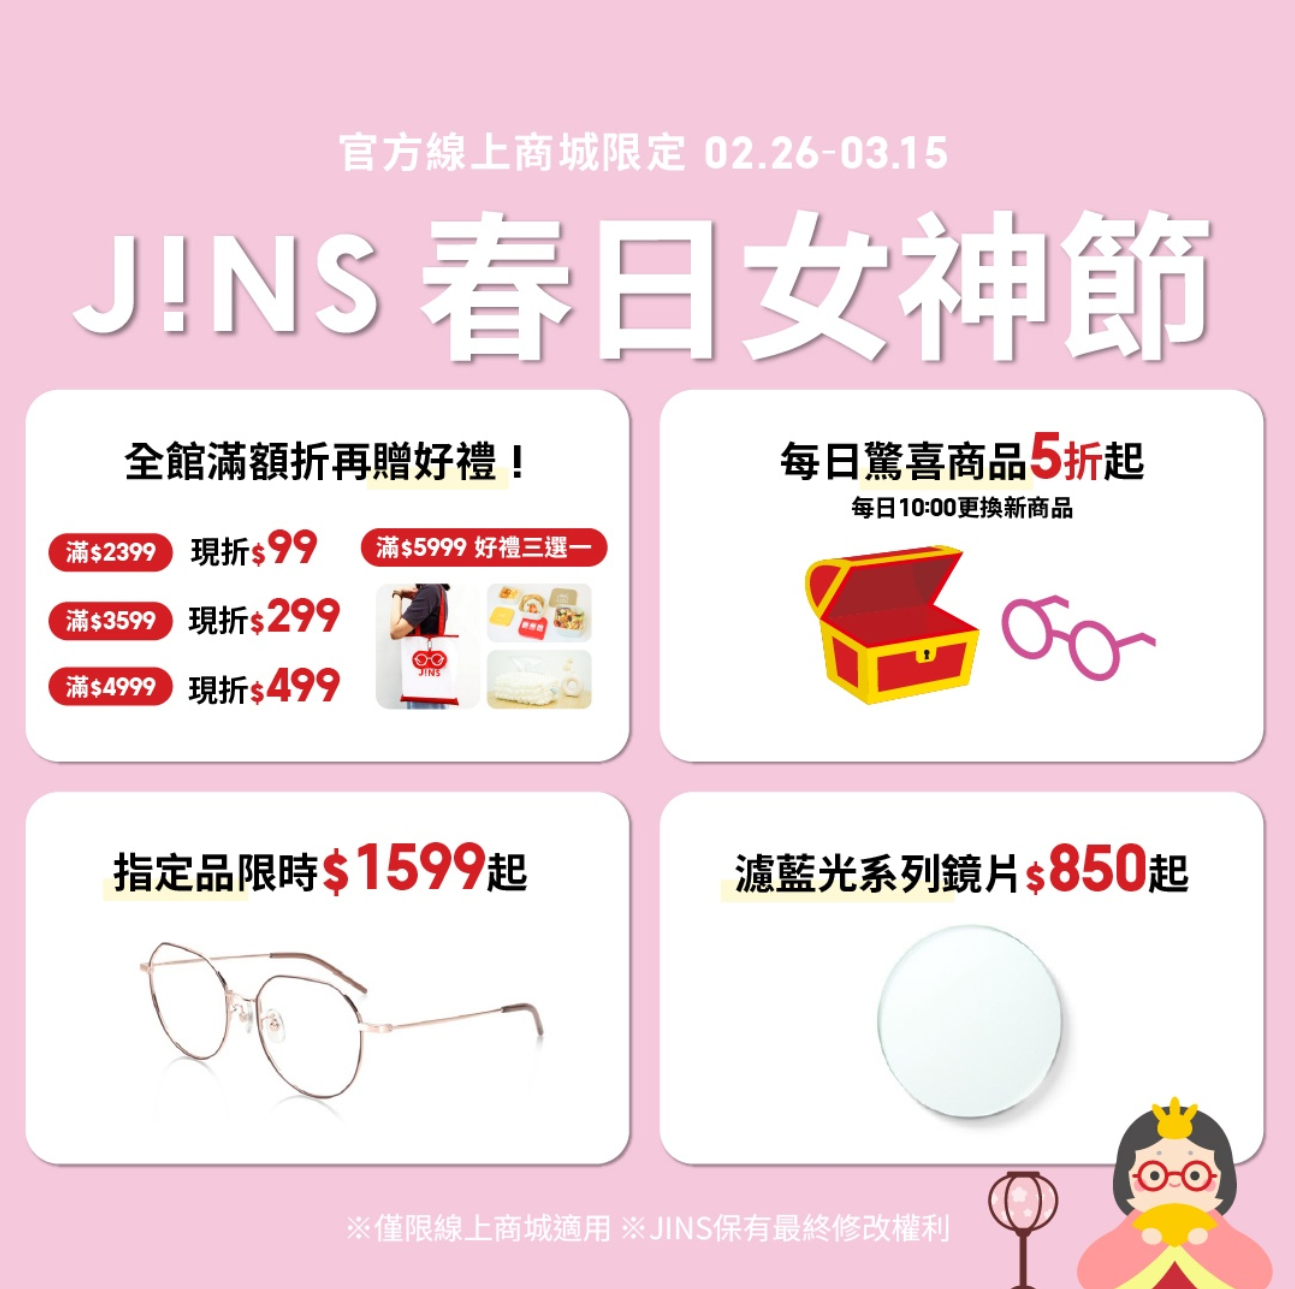 官方線上商城限定 02.26-03.15
J!NS 春日女神節
全館滿額折再贈好禮！
滿$2399 現折$99
滿$3599 現折$299
滿$4999 現折$499
滿$5999 好禮三選一
J!NS
每日驚喜商品5折起
每日10:00更換新商品
指定品限時$1599起
濾藍光系列鏡片$850起
※僅限線上商城適用 ※JINS保有最終修改權利